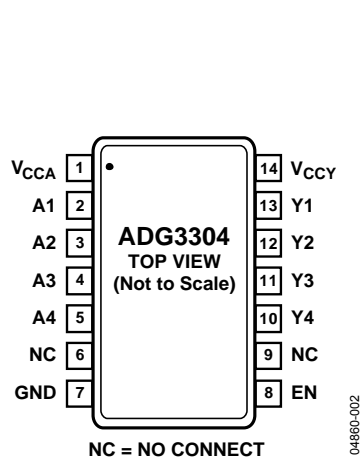 VCCA 1 14 VCCY
A1 2 13 Y1
A2 3 ADG3304 12 Y2
TOP VIEW
A3 4 (Not to Scale) 11 Y3
A4 5 10 Y4
NC 6 9 NC
GND 7 8 EN
NC = NO CONNECT
04860-002